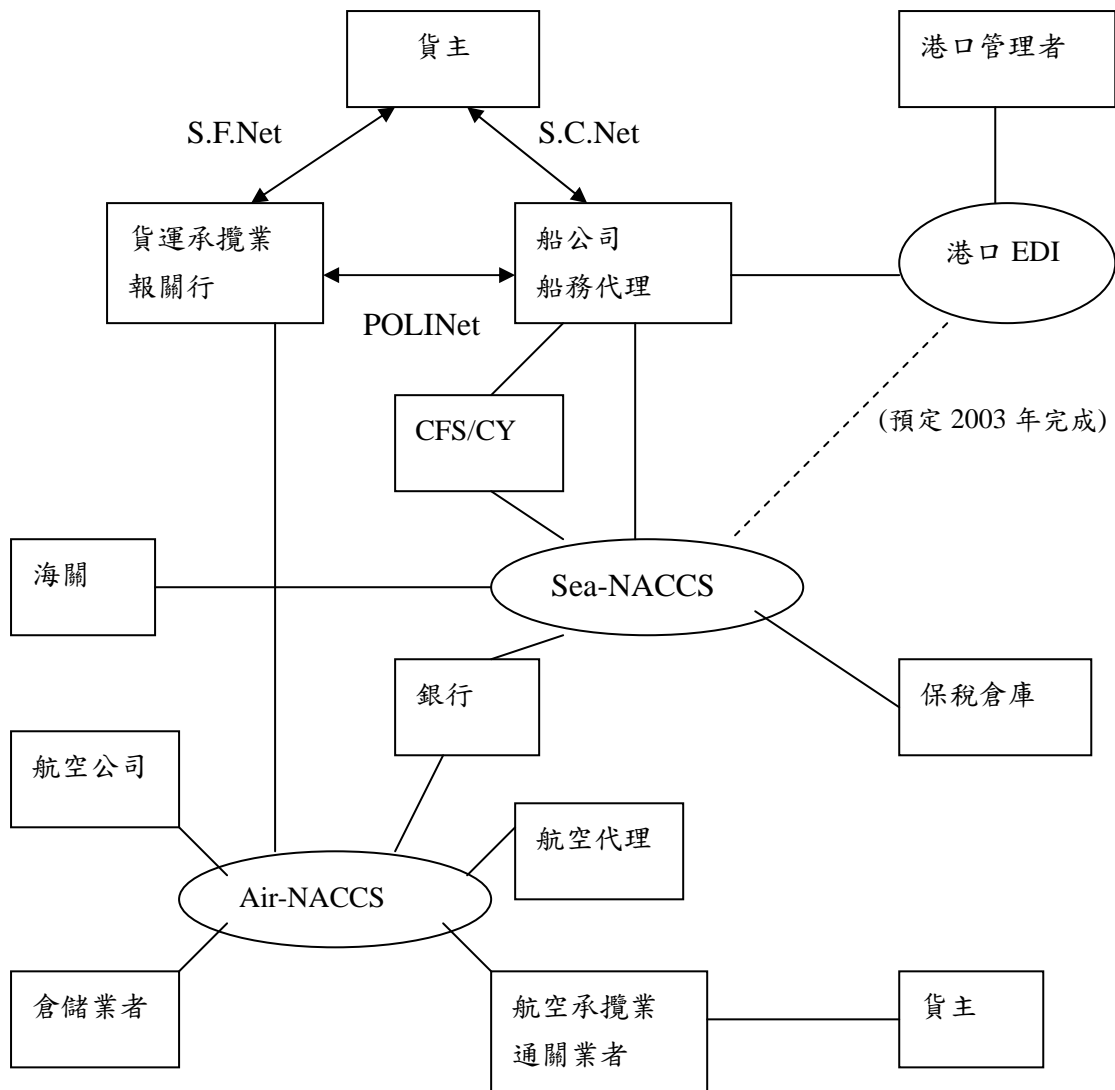 貨主
港口管理者
S.F.Net
S.C.Net
貨運承攬業
報關行
船公司
船務代理
港口 EDI
POLINet
CFS/CY
(預定 2003 年完成)
海關
Sea-NACCS
銀行
保稅倉庫
航空公司
航空代理
Air-NACCS
倉儲業者
航空承攬業
通關業者
貨主